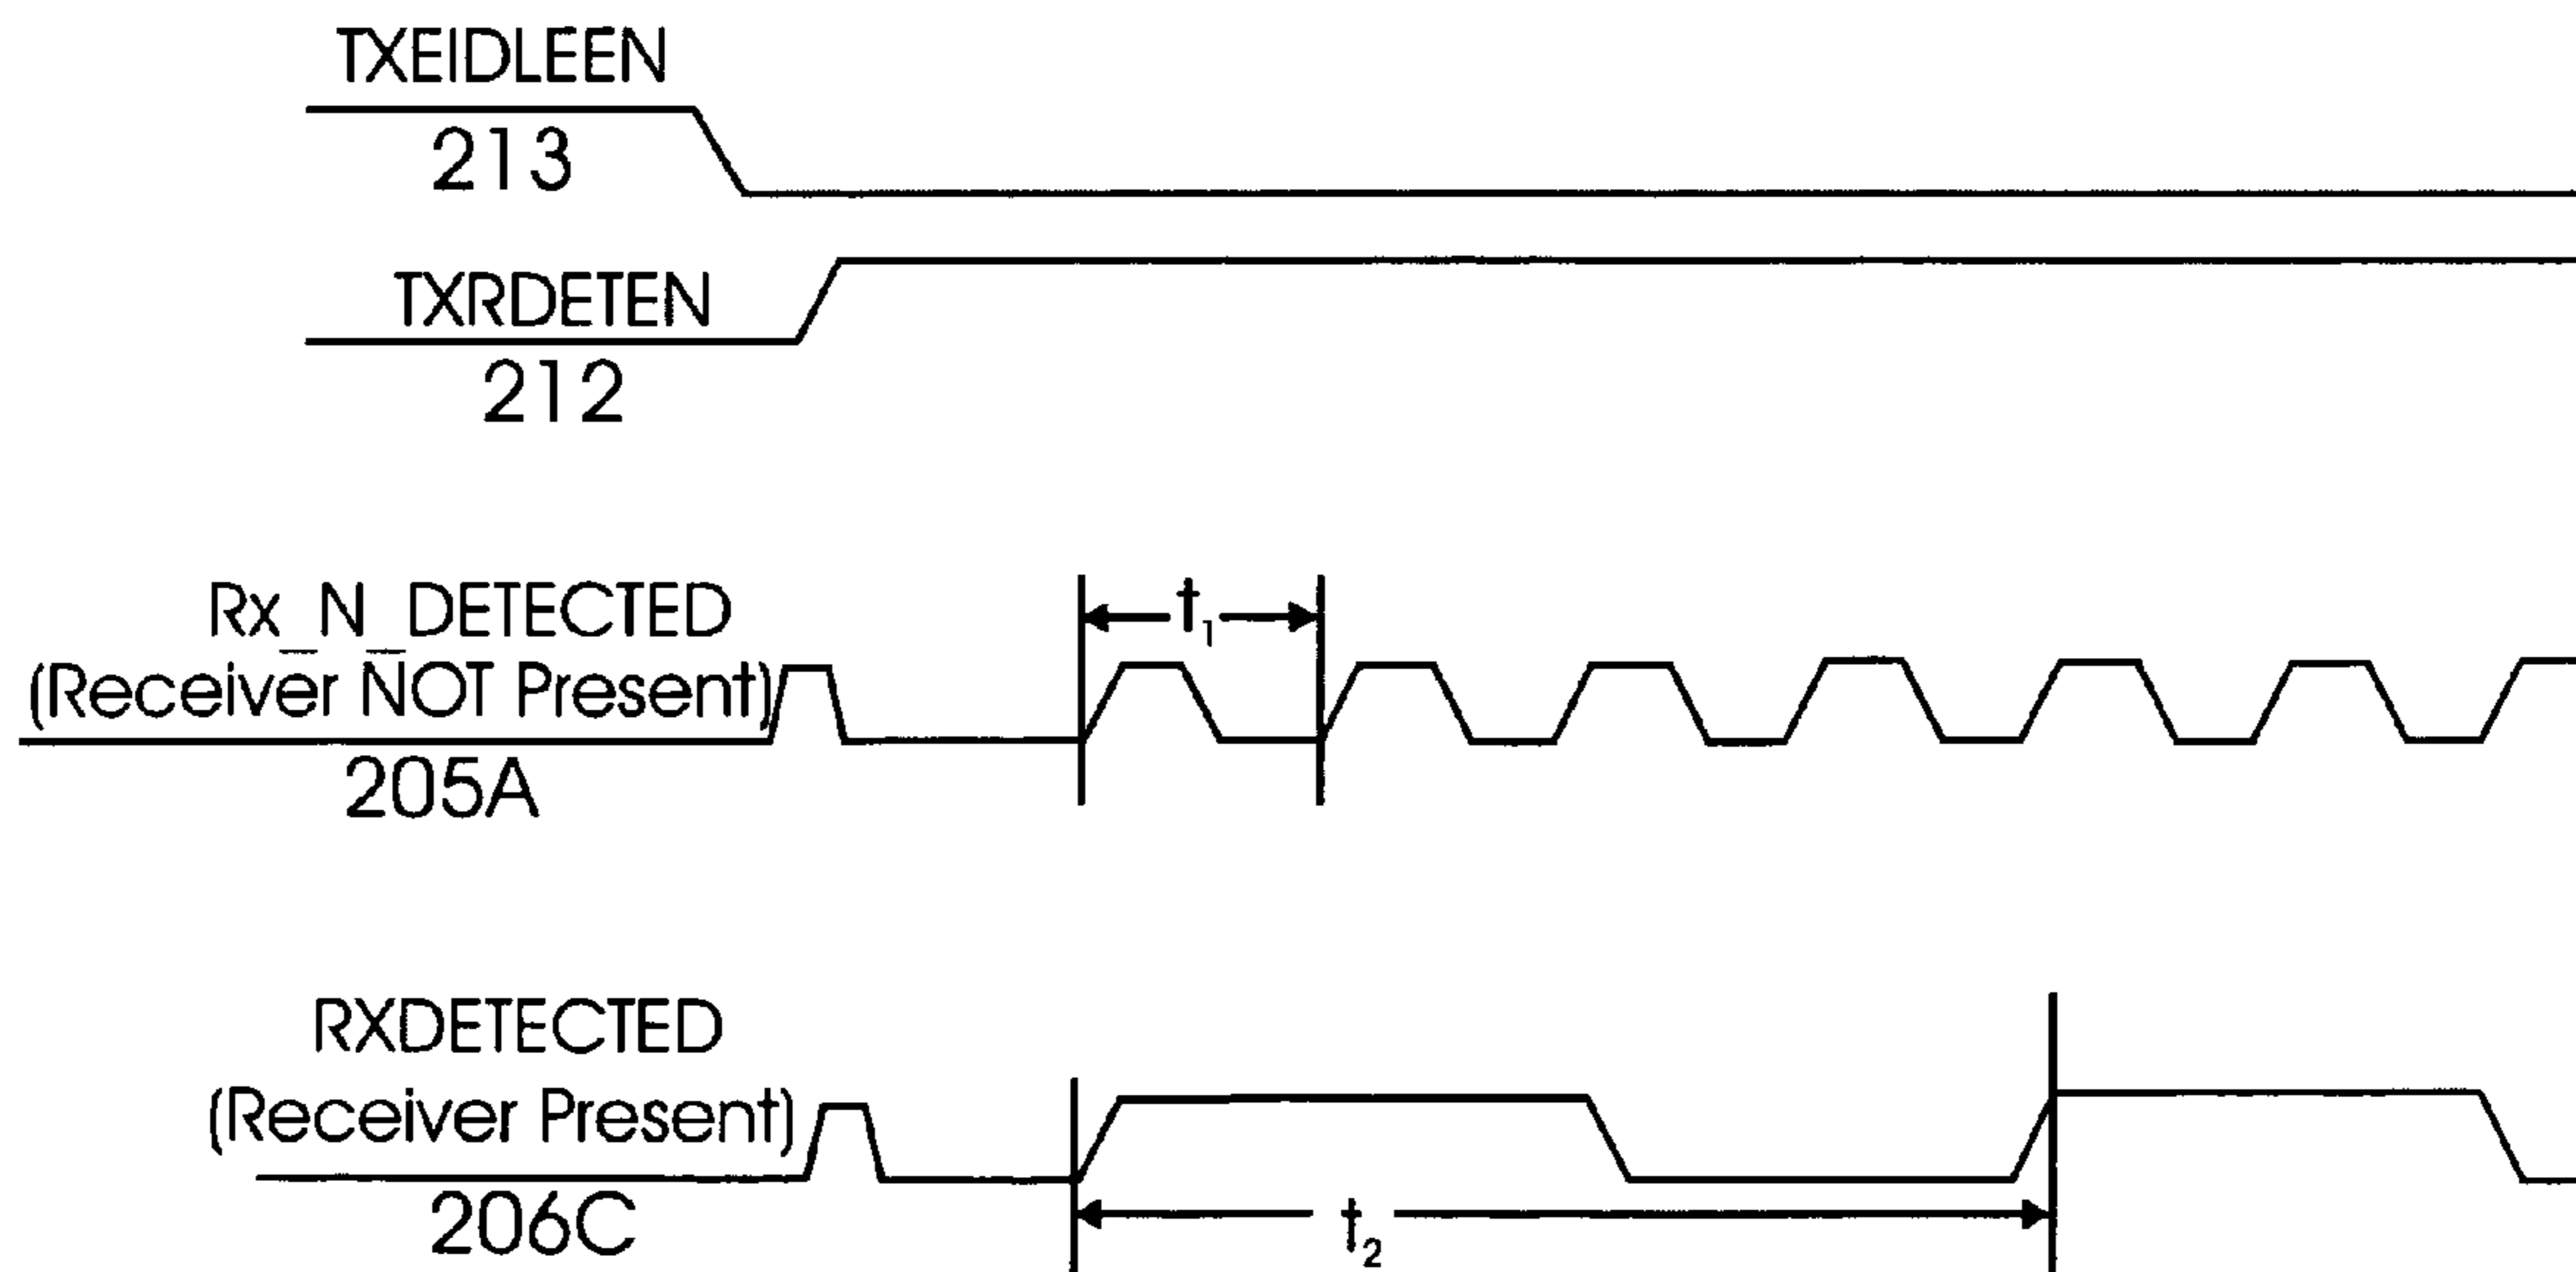 TXEIDLEEN
213
TXRDETEN
212
Rx_N_DETECTED
(Receiver NOT Present)
205A
t₁
RXDETECTED
(Receiver Present)
206C
t₂